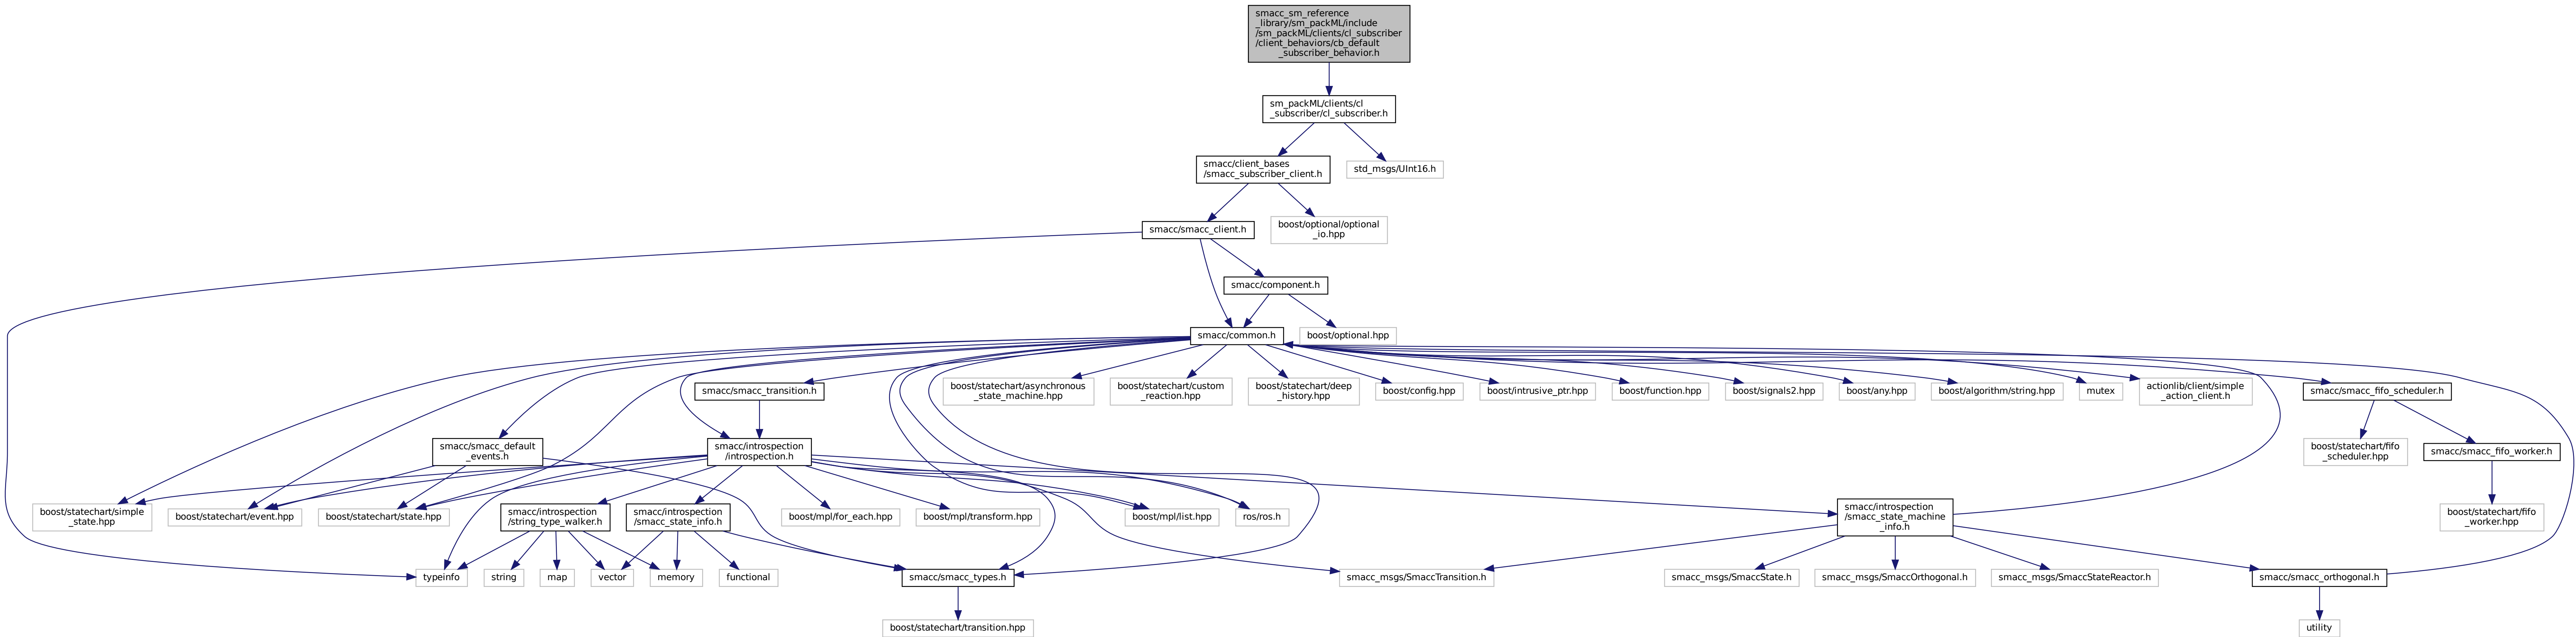 smacc_sm_reference
_library/sm_packML/include
/sm_packML/clients/cl_subscriber
/client_behaviors/cb_default
_subscriber_behavior.h
sm_packML/clients/cl
_subscriber/cl_subscriber.h
smacc/client_bases
/smacc_subscriber_client.h
std_msgs/UInt16.h
smacc/smacc_client.h
boost/optional/optional
_io.hpp
smacc/component.h
smacc/common.h
boost/optional.hpp
smacc/smacc_transition.h
boost/statechart/asynchronous
_state_machine.hpp
boost/statechart/custom
_reaction.hpp
boost/statechart/deep
_history.hpp
boost/config.hpp
boost/intrusive_ptr.hpp
boost/function.hpp
boost/signals2.hpp
boost/any.hpp
boost/algorithm/string.hpp
mutex
actionlib/client/simple
_action_client.h
smacc/smacc_fifo_scheduler.h
smacc/smacc_default
_events.h
smacc/introspection
/introspection.h
boost/statechart/fifo
_scheduler.hpp
smacc/smacc_fifo_worker.h
boost/statechart/simple
_state.hpp
boost/statechart/event.hpp
boost/statechart/state.hpp
smacc/introspection
/string_type_walker.h
smacc/introspection
/smacc_state_info.h
boost/mpl/for_each.hpp
boost/mpl/transform.hpp
boost/mpl/list.hpp
ros/ros.h
smacc/introspection
/smacc_state_machine
_info.h
boost/statechart/fifo
_worker.hpp
typeinfo
string
map
vector
memory
functional
smacc/smacc_types.h
smacc_msgs/SmaccTransition.h
smacc_msgs/SmaccState.h
smacc_msgs/SmaccOrthogonal.h
smacc_msgs/SmaccStateReactor.h
smacc/smacc_orthogonal.h
boost/statechart/transition.hpp
utility